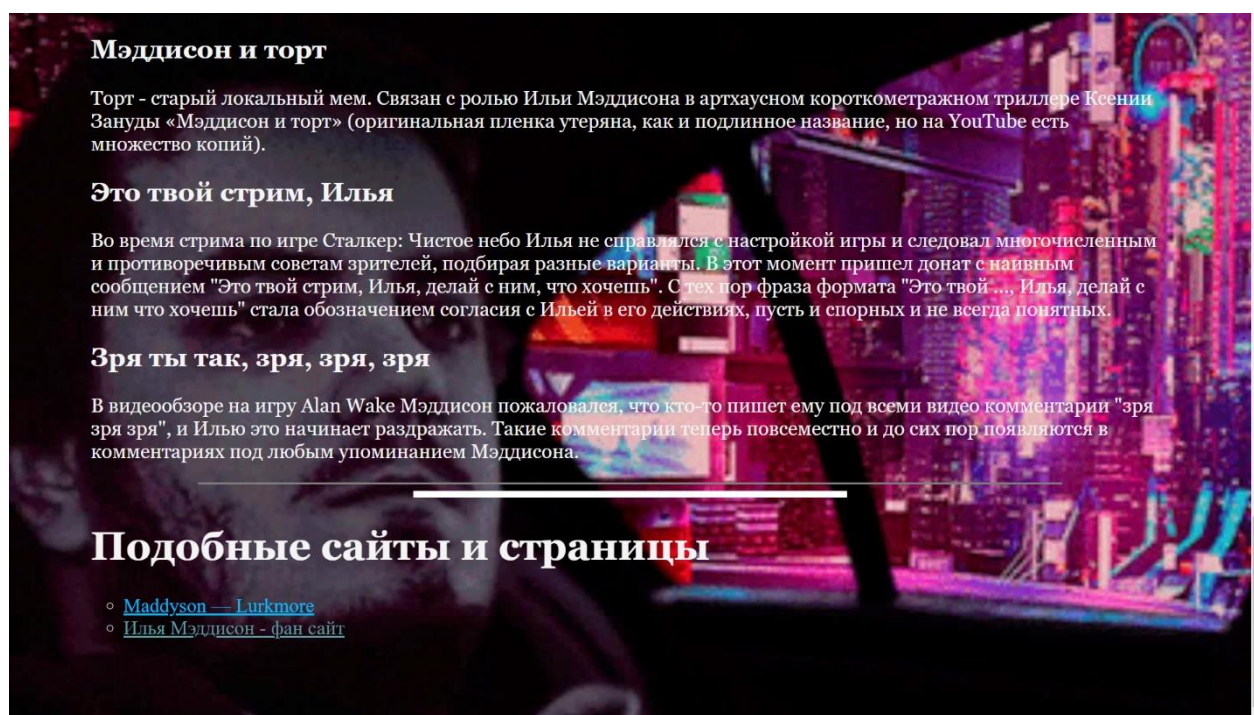 Мэддисон и торт
Торт - старый локальный мем. Связан с ролью Ильи Мэддисона в артхаусном короткометражном триллере Ксении
Зануды «Мэддисон и торт» (оригинальная пленка утеряна, как и подлинное название, но на YouTube есть
множество копий).
Это твой стрим, Илья
Во время стрима по игре Сталкер: Чистое небо Илья не справлялся с настройкой игры и следовал многочисленным
и противоречивым советам зрителей, подбирая разные варианты. В этот момент пришел донат с наивным
сообщением "Это твой стрим, Илья, делай с ним, что хочешь". С тех пор фраза формата "Это твой ..., Илья, делай с
ним что хочешь" стала обозначением согласия с Ильей в его действиях, пусть и спорных и не всегда понятных.
Зря ты так, зря, зря, зря
В видеообзоре на игру Alan Wake Мэддисон пожаловался, что кто-то пишет ему под всеми видео комментарии "зря
зря зря", и Илью это начинает раздражать. Такие комментарии теперь повсеместно и до сих пор появляются в
комментариях под любым упоминанием Мэддисона.
Подобные сайты и страницы
Maddyson — Lurkmore
Илья Мэддисон - фан сайт